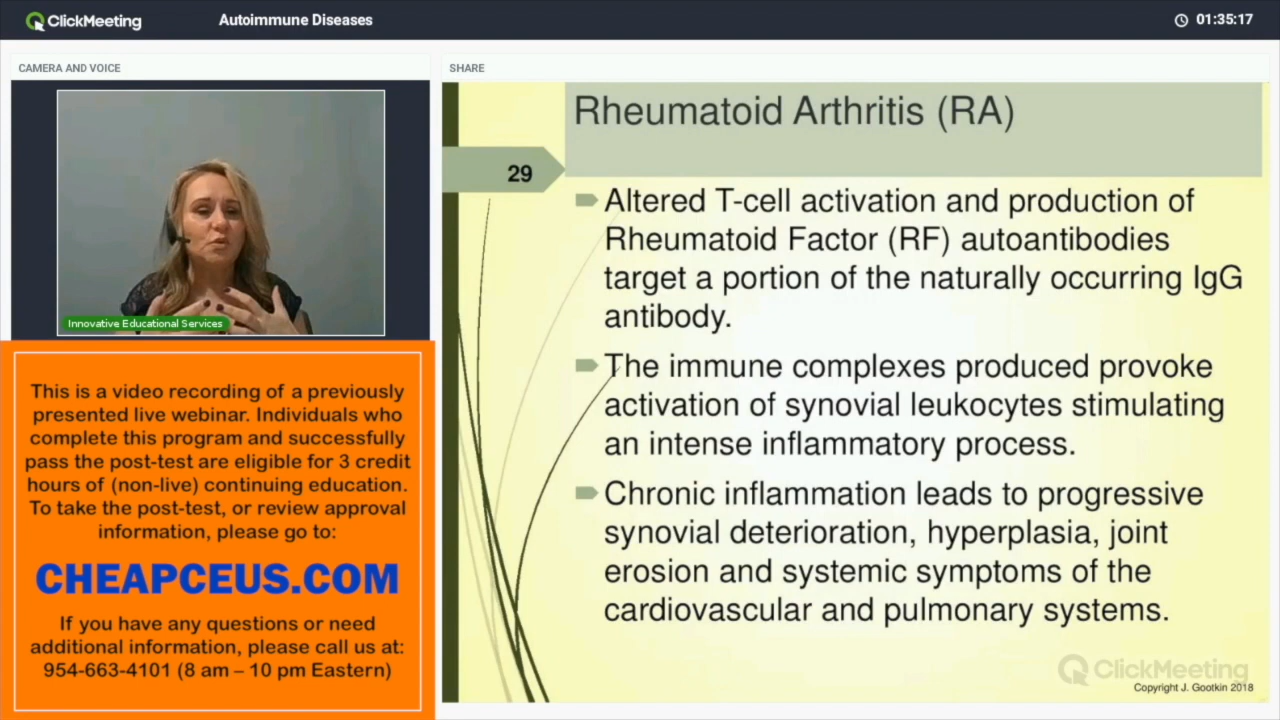 ClickMeeting
Autoimmune Diseases
01:35:17
CAMERA AND VOICE
SHARE
Innovative Educational Services
This is a video recording of a previously
presented live webinar. Individuals who
complete this program and successfully
pass the post-test are eligible for 3 credit
hours of (non-live) continuing education.
To take the post-test, or review approval
information, please go to:
CHEAPCEUS.COM
If you have any questions or need
additional information, please call us at:
954-663-4101 (8 am – 10 pm Eastern)
Rheumatoid Arthritis (RA)
29
Altered T-cell activation and production of
Rheumatoid Factor (RF) autoantibodies
target a portion of the naturally occurring IgG
antibody.
The immune complexes produced provoke
activation of synovial leukocytes stimulating
an intense inflammatory process.
Chronic inflammation leads to progressive
synovial deterioration, hyperplasia, joint
erosion and systemic symptoms of the
cardiovascular and pulmonary systems.
ClickMeeting
Copyright J. Gootkin 2018